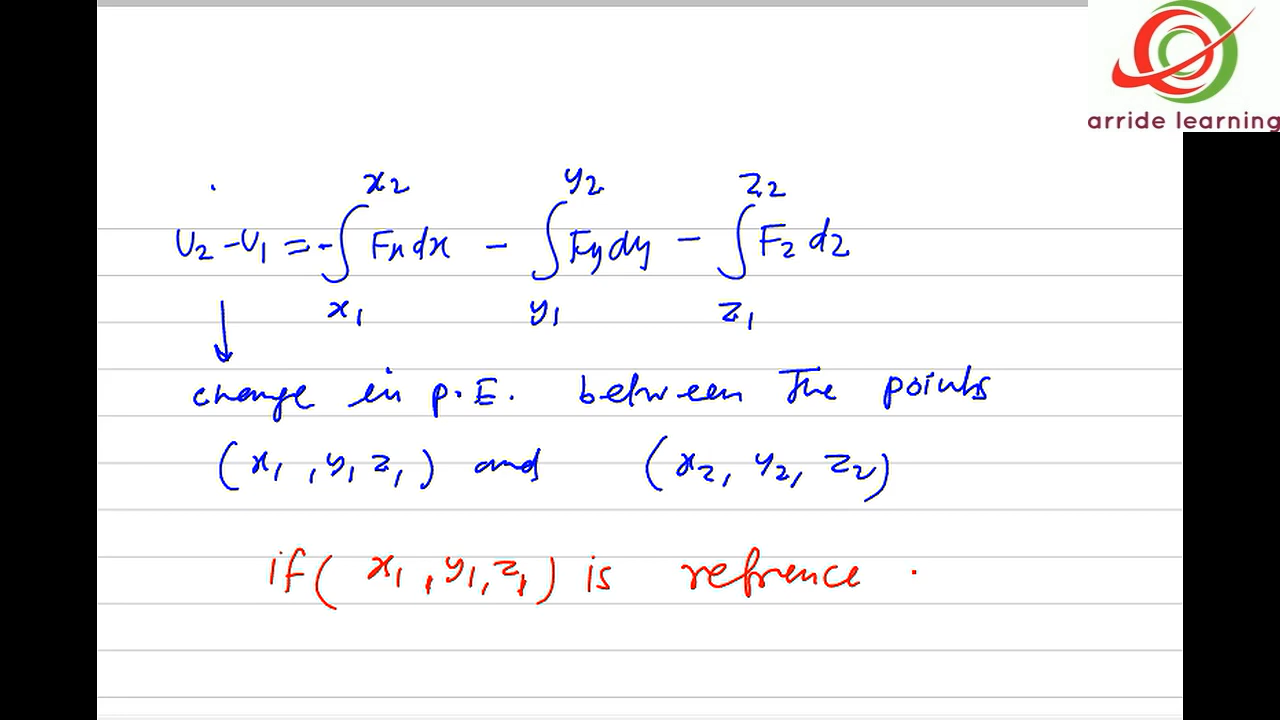 arride learning
x2 y2 z2
U2 - U1 = - ∫ Fx dx - ∫ Fy dy - ∫ Fz dz
x1 y1 z1
change in p.E. between The points
(x1, y1 z1) and (x2, y2, z2)
if ( x1, y1, z1) is refrence .